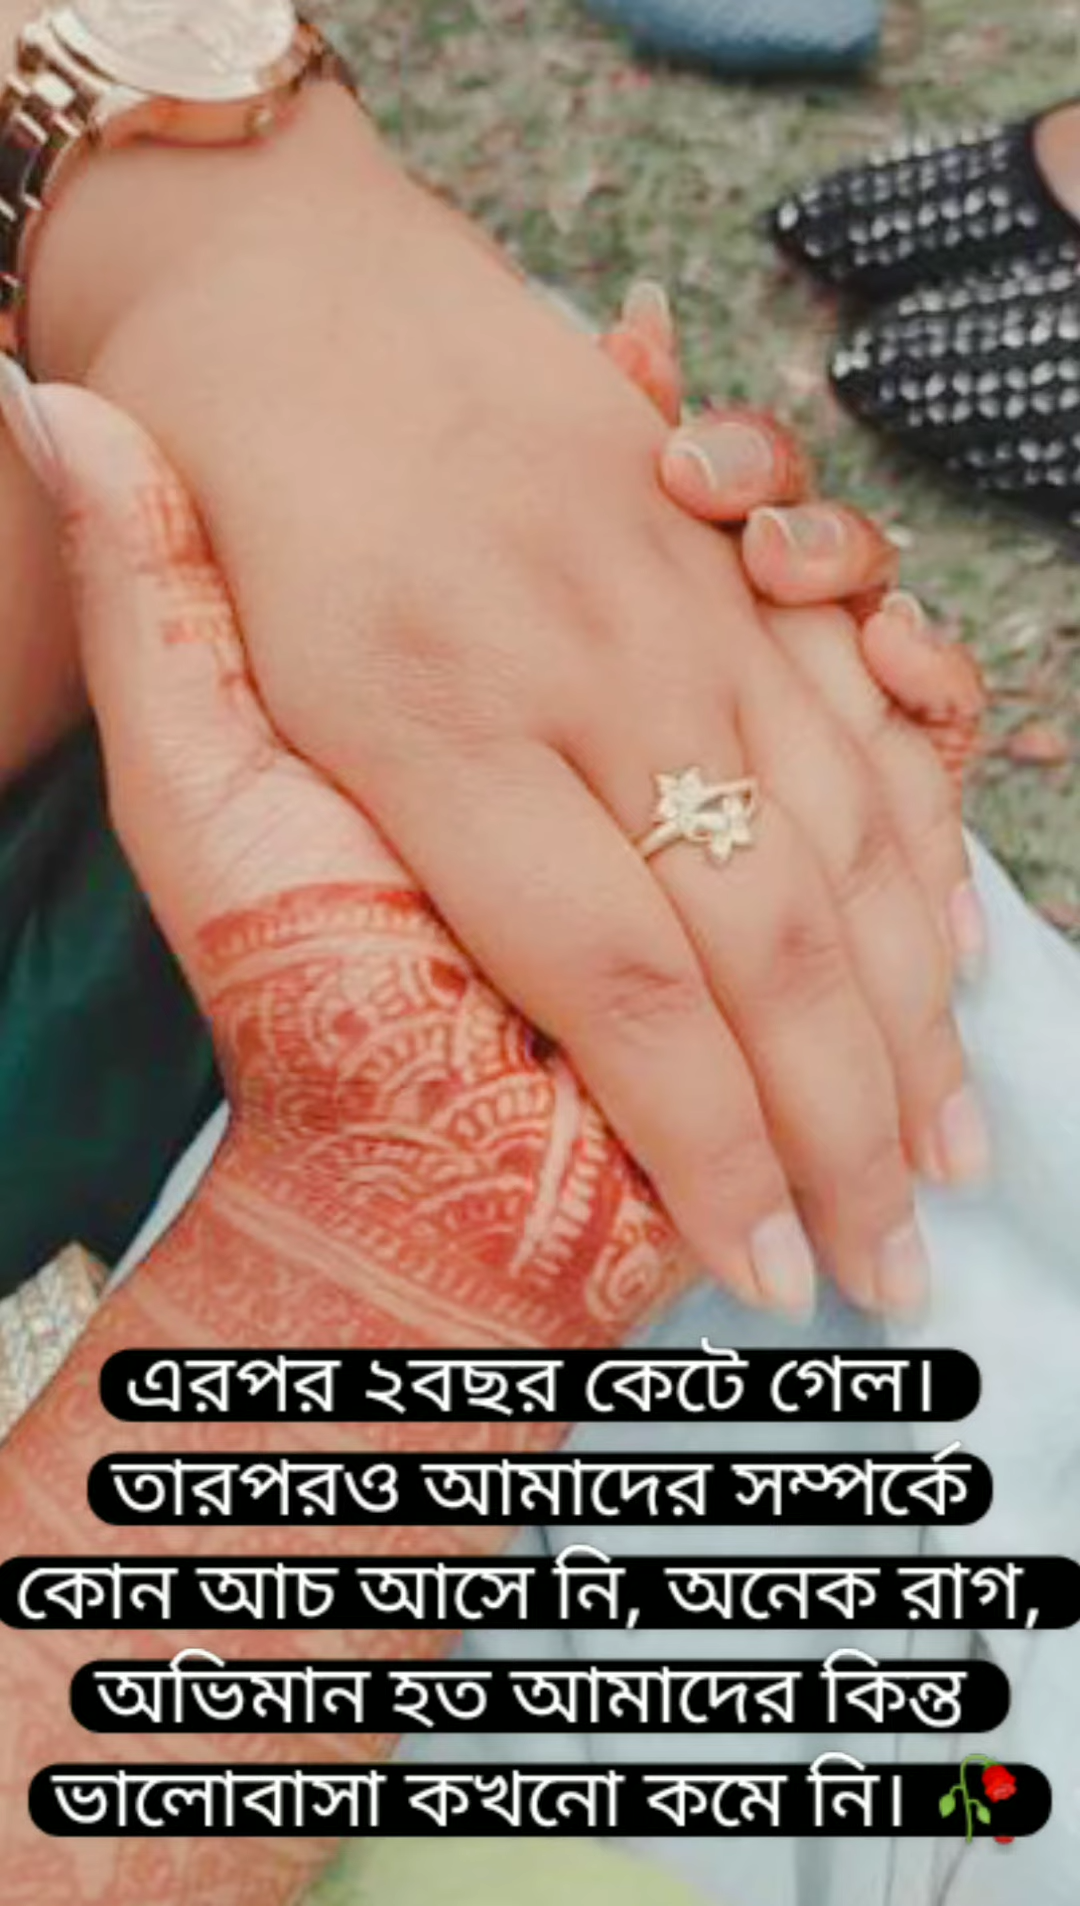 এরপর ২বছর কেটে গেল।
তারপরও আমাদের সম্পর্কে
কোন আচ আসে নি, অনেক রাগ,
অভিমান হত আমাদের কিন্ত
ভালোবাসা কখনো কমে নি। 🥀